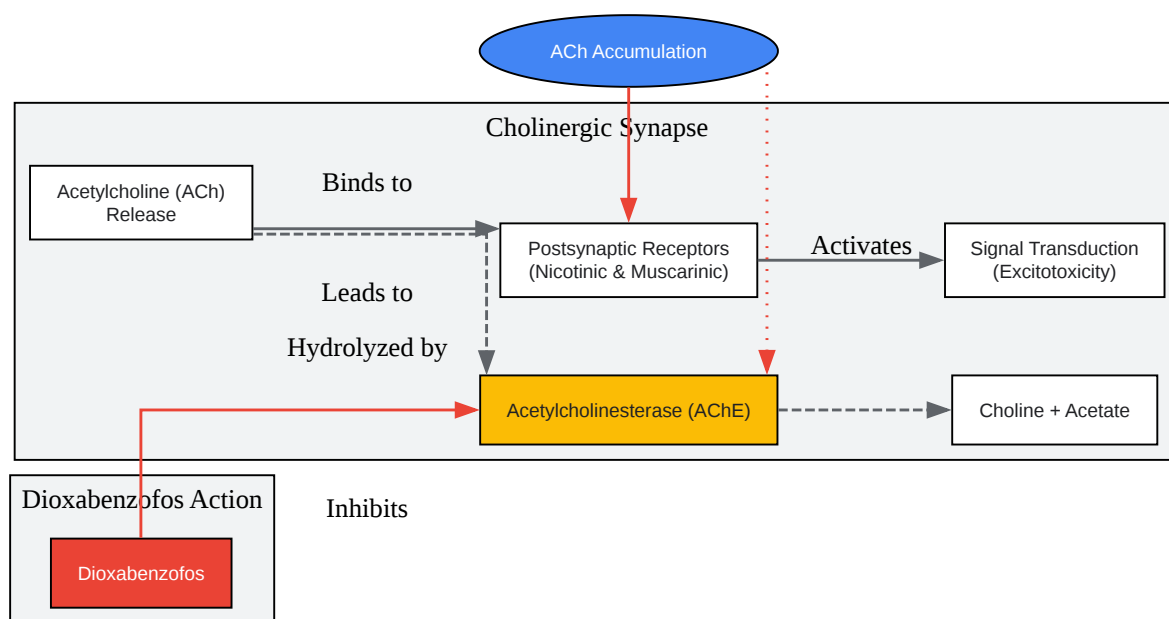 ACh Accumulation
Cholinergic Synapse
Acetylcholine (ACh)
Release
Binds to
Postsynaptic Receptors
(Nicotinic & Muscarinic)
Activates
Signal Transduction
(Excitotoxicity)
Leads to
Hydrolyzed by
Acetylcholinesterase (AChE)
Choline + Acetate
Dioxabenzofos Action
Inhibits
Dioxabenzofos